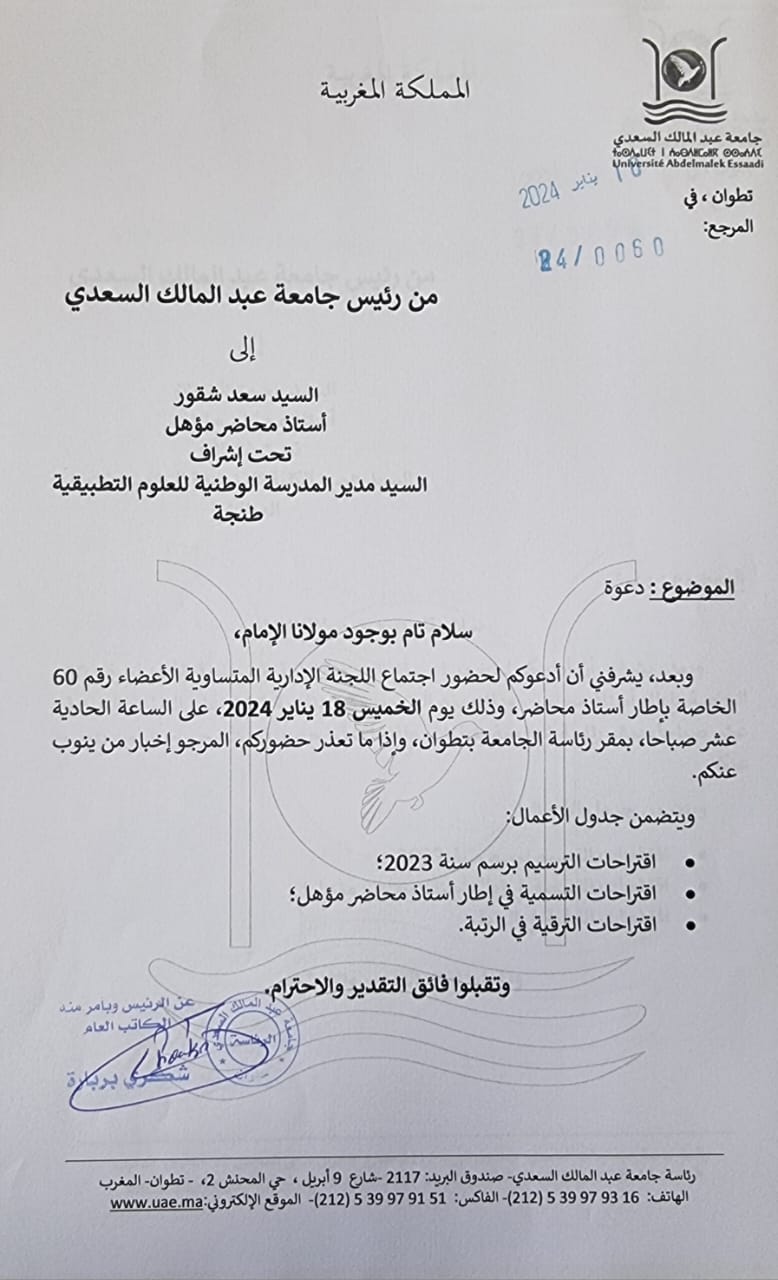 المملكة المغربية
جامعة عبد المالك السعدي
Université Abdelmalek Essaadi
تطوان ، في
يناير 2024
المرجع:
24/0060
من رئيس جامعة عبد المالك السعدي
إلى
السيد سعد شقور
أستاذ محاضر مؤهل
تحت إشراف
السيد مدير المدرسة الوطنية للعلوم التطبيقية
طنجة
الموضوع : دعوة
سلام تام بوجود مولانا الإمام،
وبعد، يشرفني أن أدعوكم لحضور اجتماع اللجنة الإدارية المتساوية الأعضاء رقم 60
الخاصة بإطار أستاذ محاضر، وذلك يوم الخميس 18 يناير 2024، على الساعة الحادية
عشر صباحا، بمقر رئاسة الجامعة بتطوان، وإذا ما تعذر حضوركم، المرجو إخبار من ينوب
عنكم.
ويتضمن جدول الأعمال:
• اقتراحات الترسيم برسم سنة 2023؛
• اقتراحات التسمية في إطار أستاذ محاضر مؤهل؛
• اقتراحات الترقية في الرتبة.
وتقبلوا فائق التقدير والاحترام.
عن الرئيس وبامر منه
الكاتب العام
شكري بربارة
جامعة عبد المالك السعدي
الرئاسة
رئاسة جامعة عبد المالك السعدي- صندوق البريد: 2117 -شارع 9 أبريل ، حي المحنش 2، - تطوان- المغرب
الهاتف: 16 93 97 39 5 (212)- الفاكس: 51 91 97 39 5 (212)- الموقع الإلكتروني:www.uae.ma